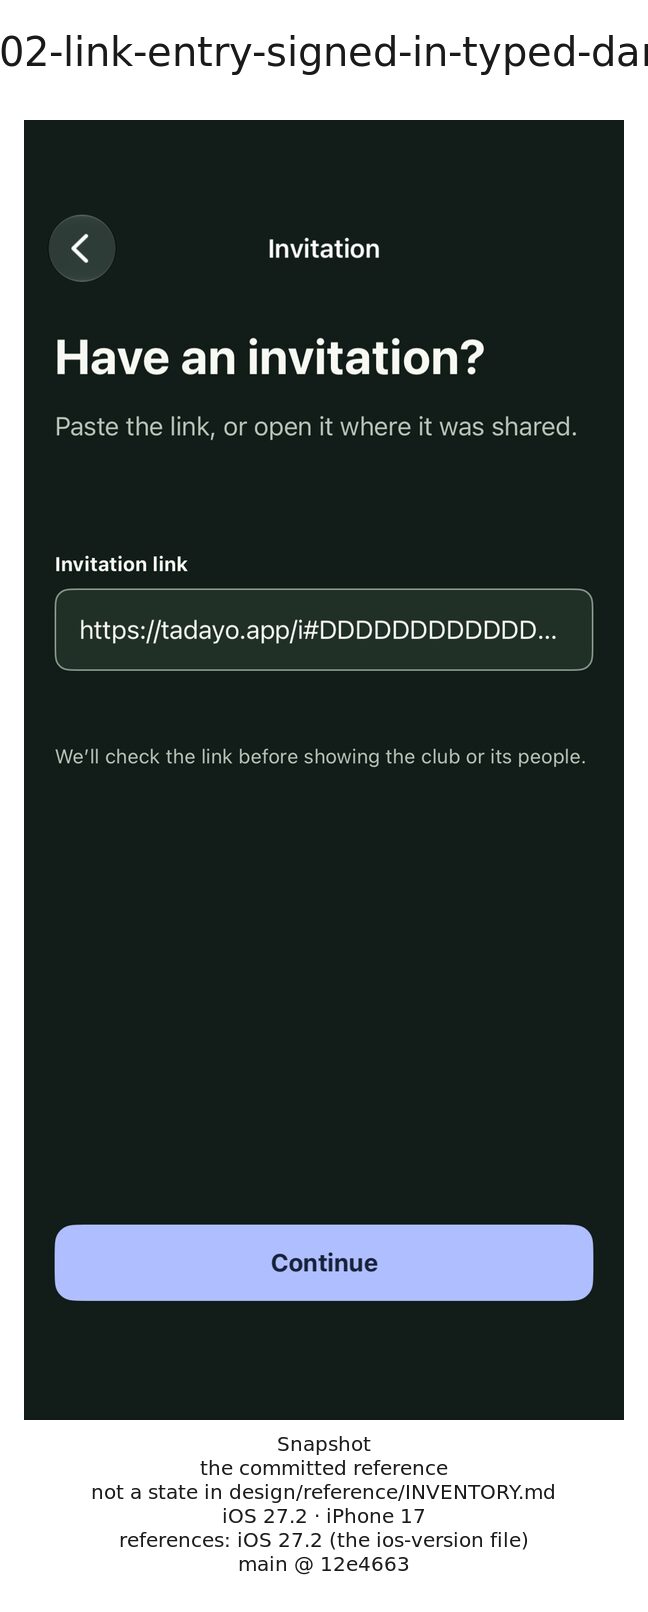 02-link-entry-signed-in-typed-dar
Invitation
Have an invitation?
Paste the link, or open it where it was shared.
Invitation link
https://tadayo.app/i#DDDDDDDDDDDDD...
We’ll check the link before showing the club or its people.
Continue
Snapshot
the committed reference
not a state in design/reference/INVENTORY.md
iOS 27.2 · iPhone 17
references: iOS 27.2 (the ios-version file)
main @ 12e4663